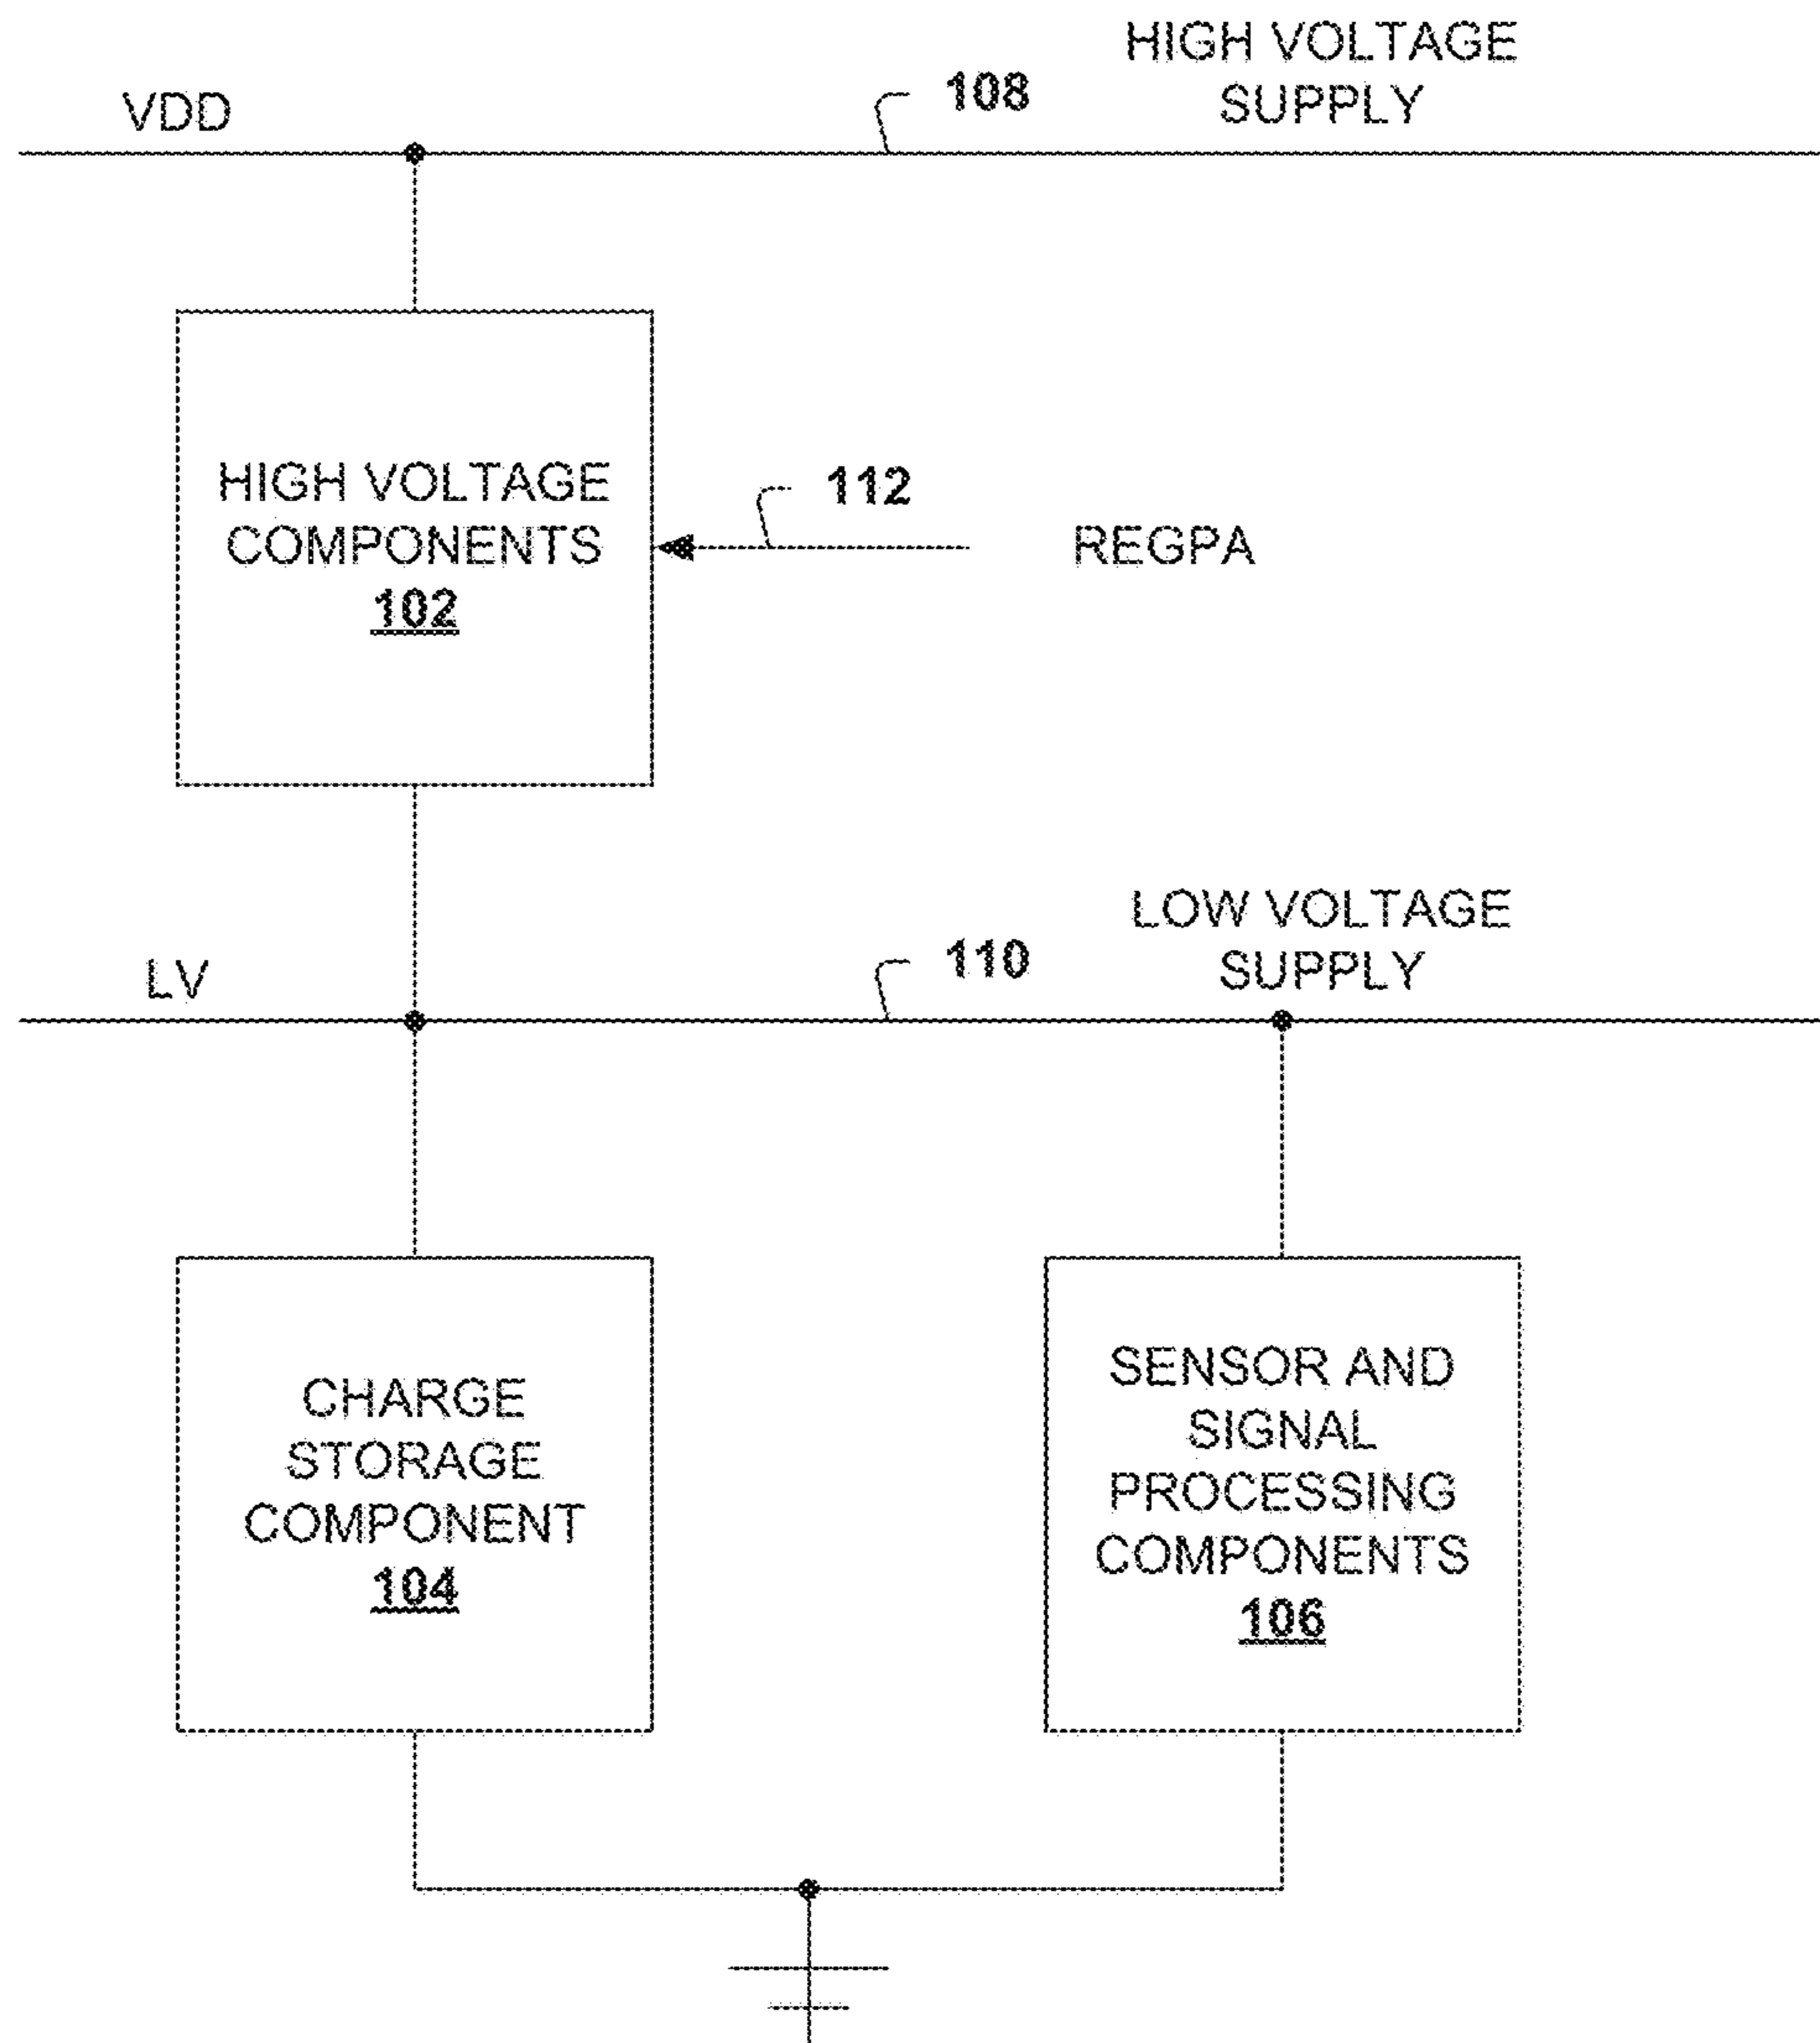 HIGH VOLTAGE
SUPPLY
VDD
108
HIGH VOLTAGE
COMPONENTS
102
112
REGPA
LOW VOLTAGE
SUPPLY
LV
110
CHARGE
STORAGE
COMPONENT
104
SENSOR AND
SIGNAL
PROCESSING
COMPONENTS
106